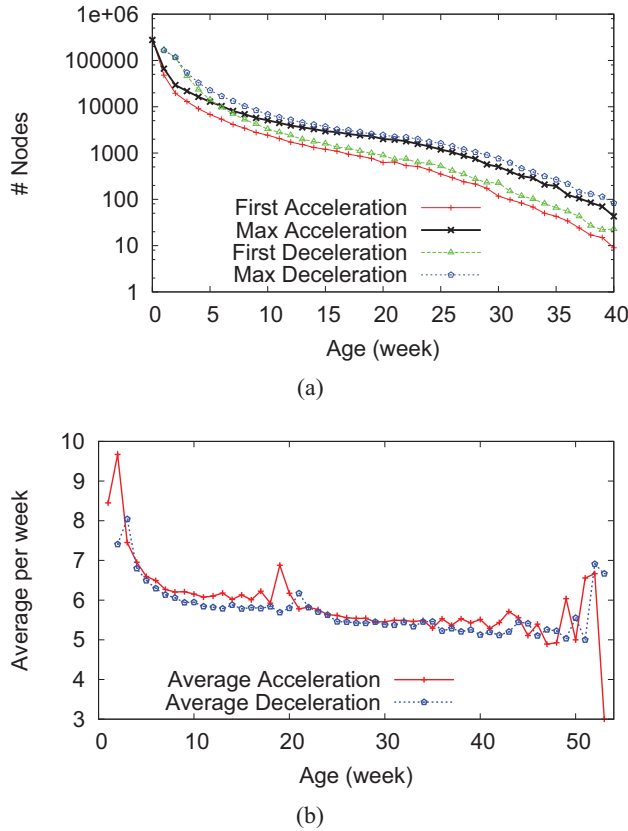 1e+06
100000
10000
1000
100
10
1
# Nodes
First Acceleration
Max Acceleration
First Deceleration
Max Deceleration
0 5 10 15 20 25 30 35 40
Age (week)
(a)
10
9
8
7
6
5
4
3
Average per week
Average Acceleration
Average Deceleration
0 10 20 30 40 50
Age (week)
(b)